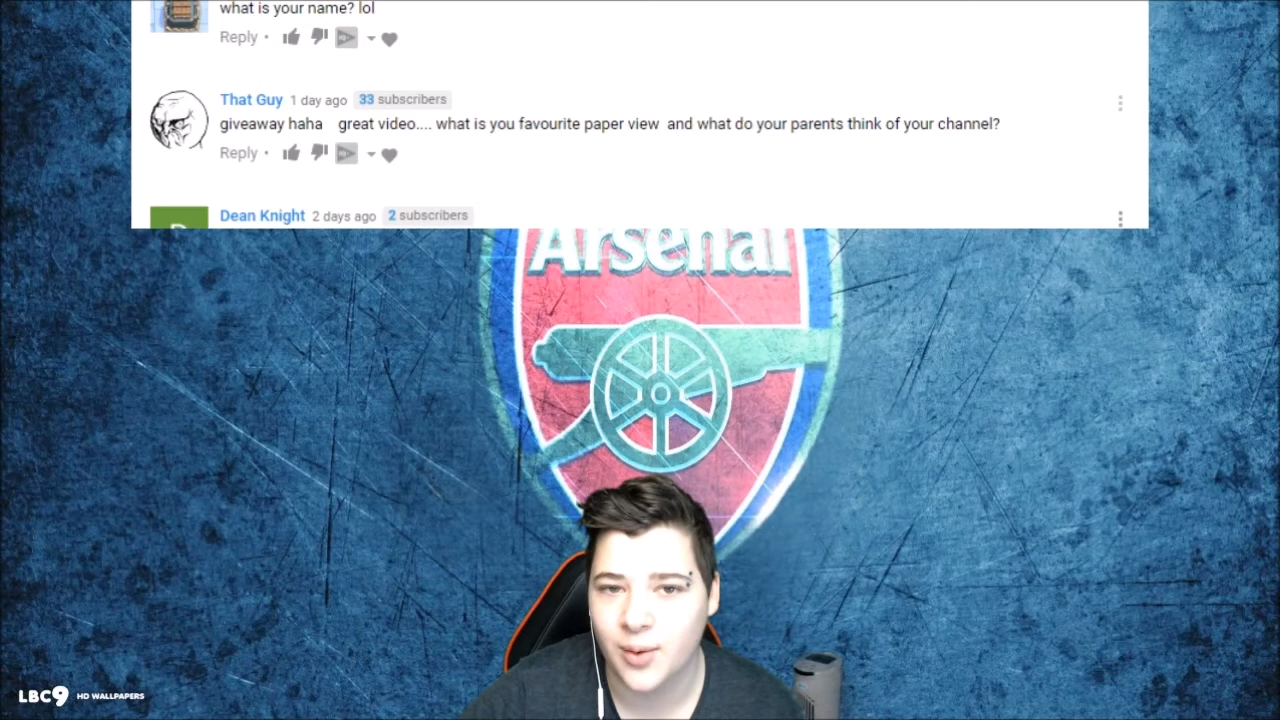 what is your name? lol
Reply •
That Guy 1 day ago 33 subscribers
giveaway haha    great video.... what is you favourite paper view  and what do your parents think of your channel?
Reply •
Dean Knight 2 days ago 2 subscribers
D
Arsenal
LBC9 HD WALLPAPERS